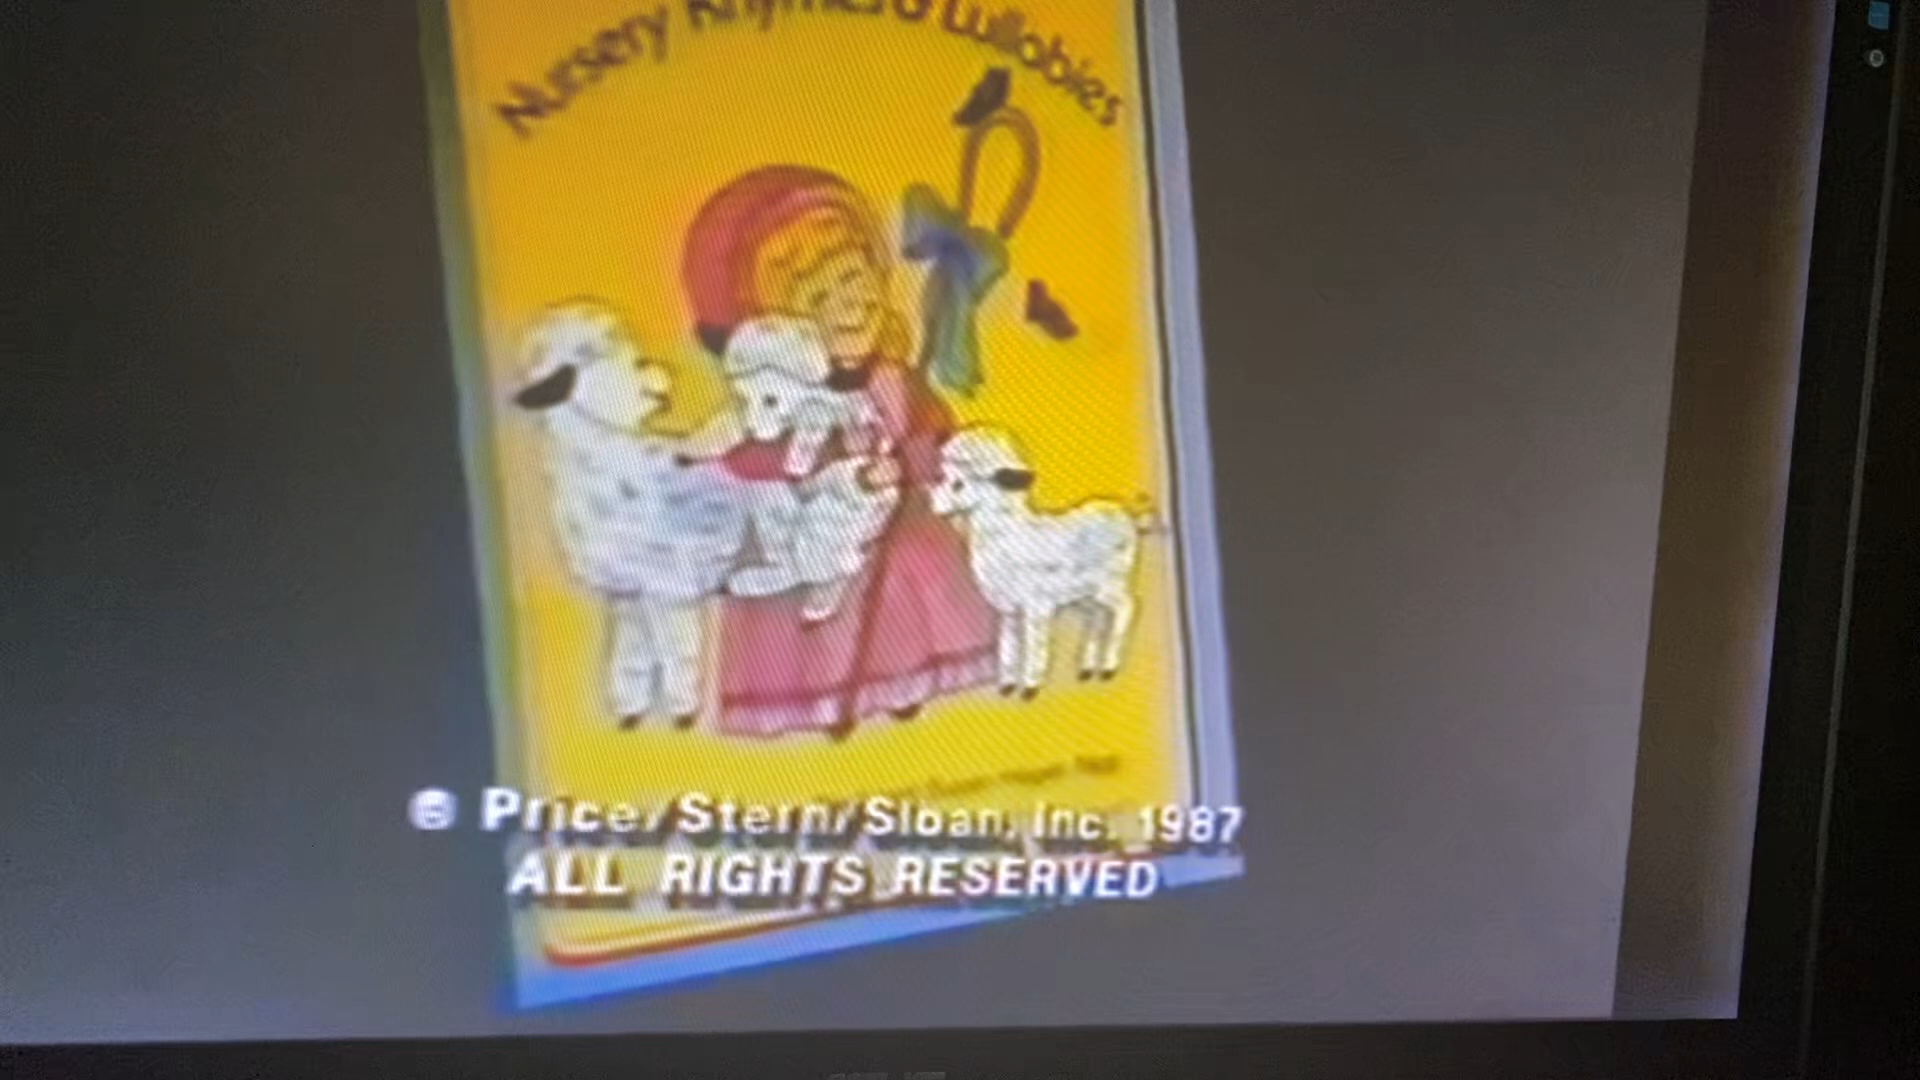 Nursery Rhymes & Lullabies
© Price/Stern/Sloan, Inc. 1987
ALL RIGHTS RESERVED